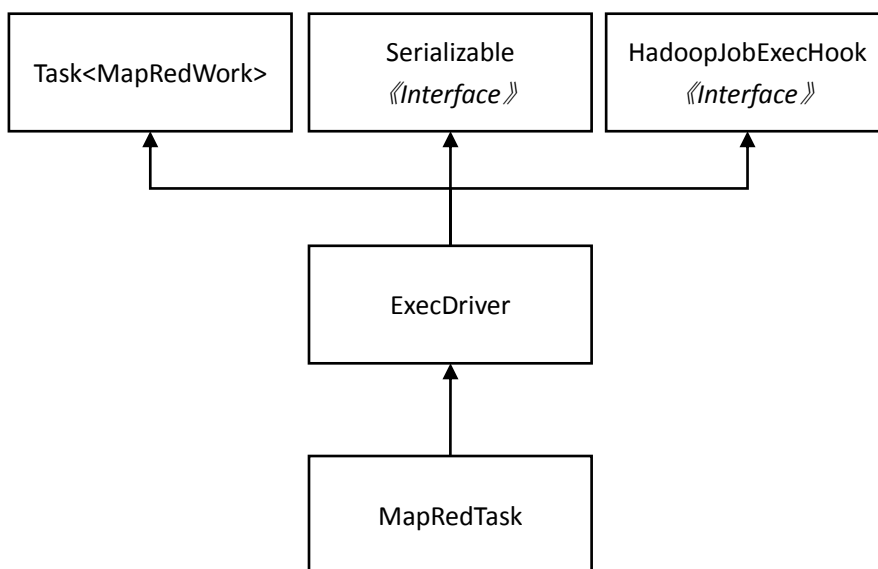 Task<MapRedWork>
Serializable
《Interface》
HadoopJobExecHook
《Interface》
ExecDriver
MapRedTask